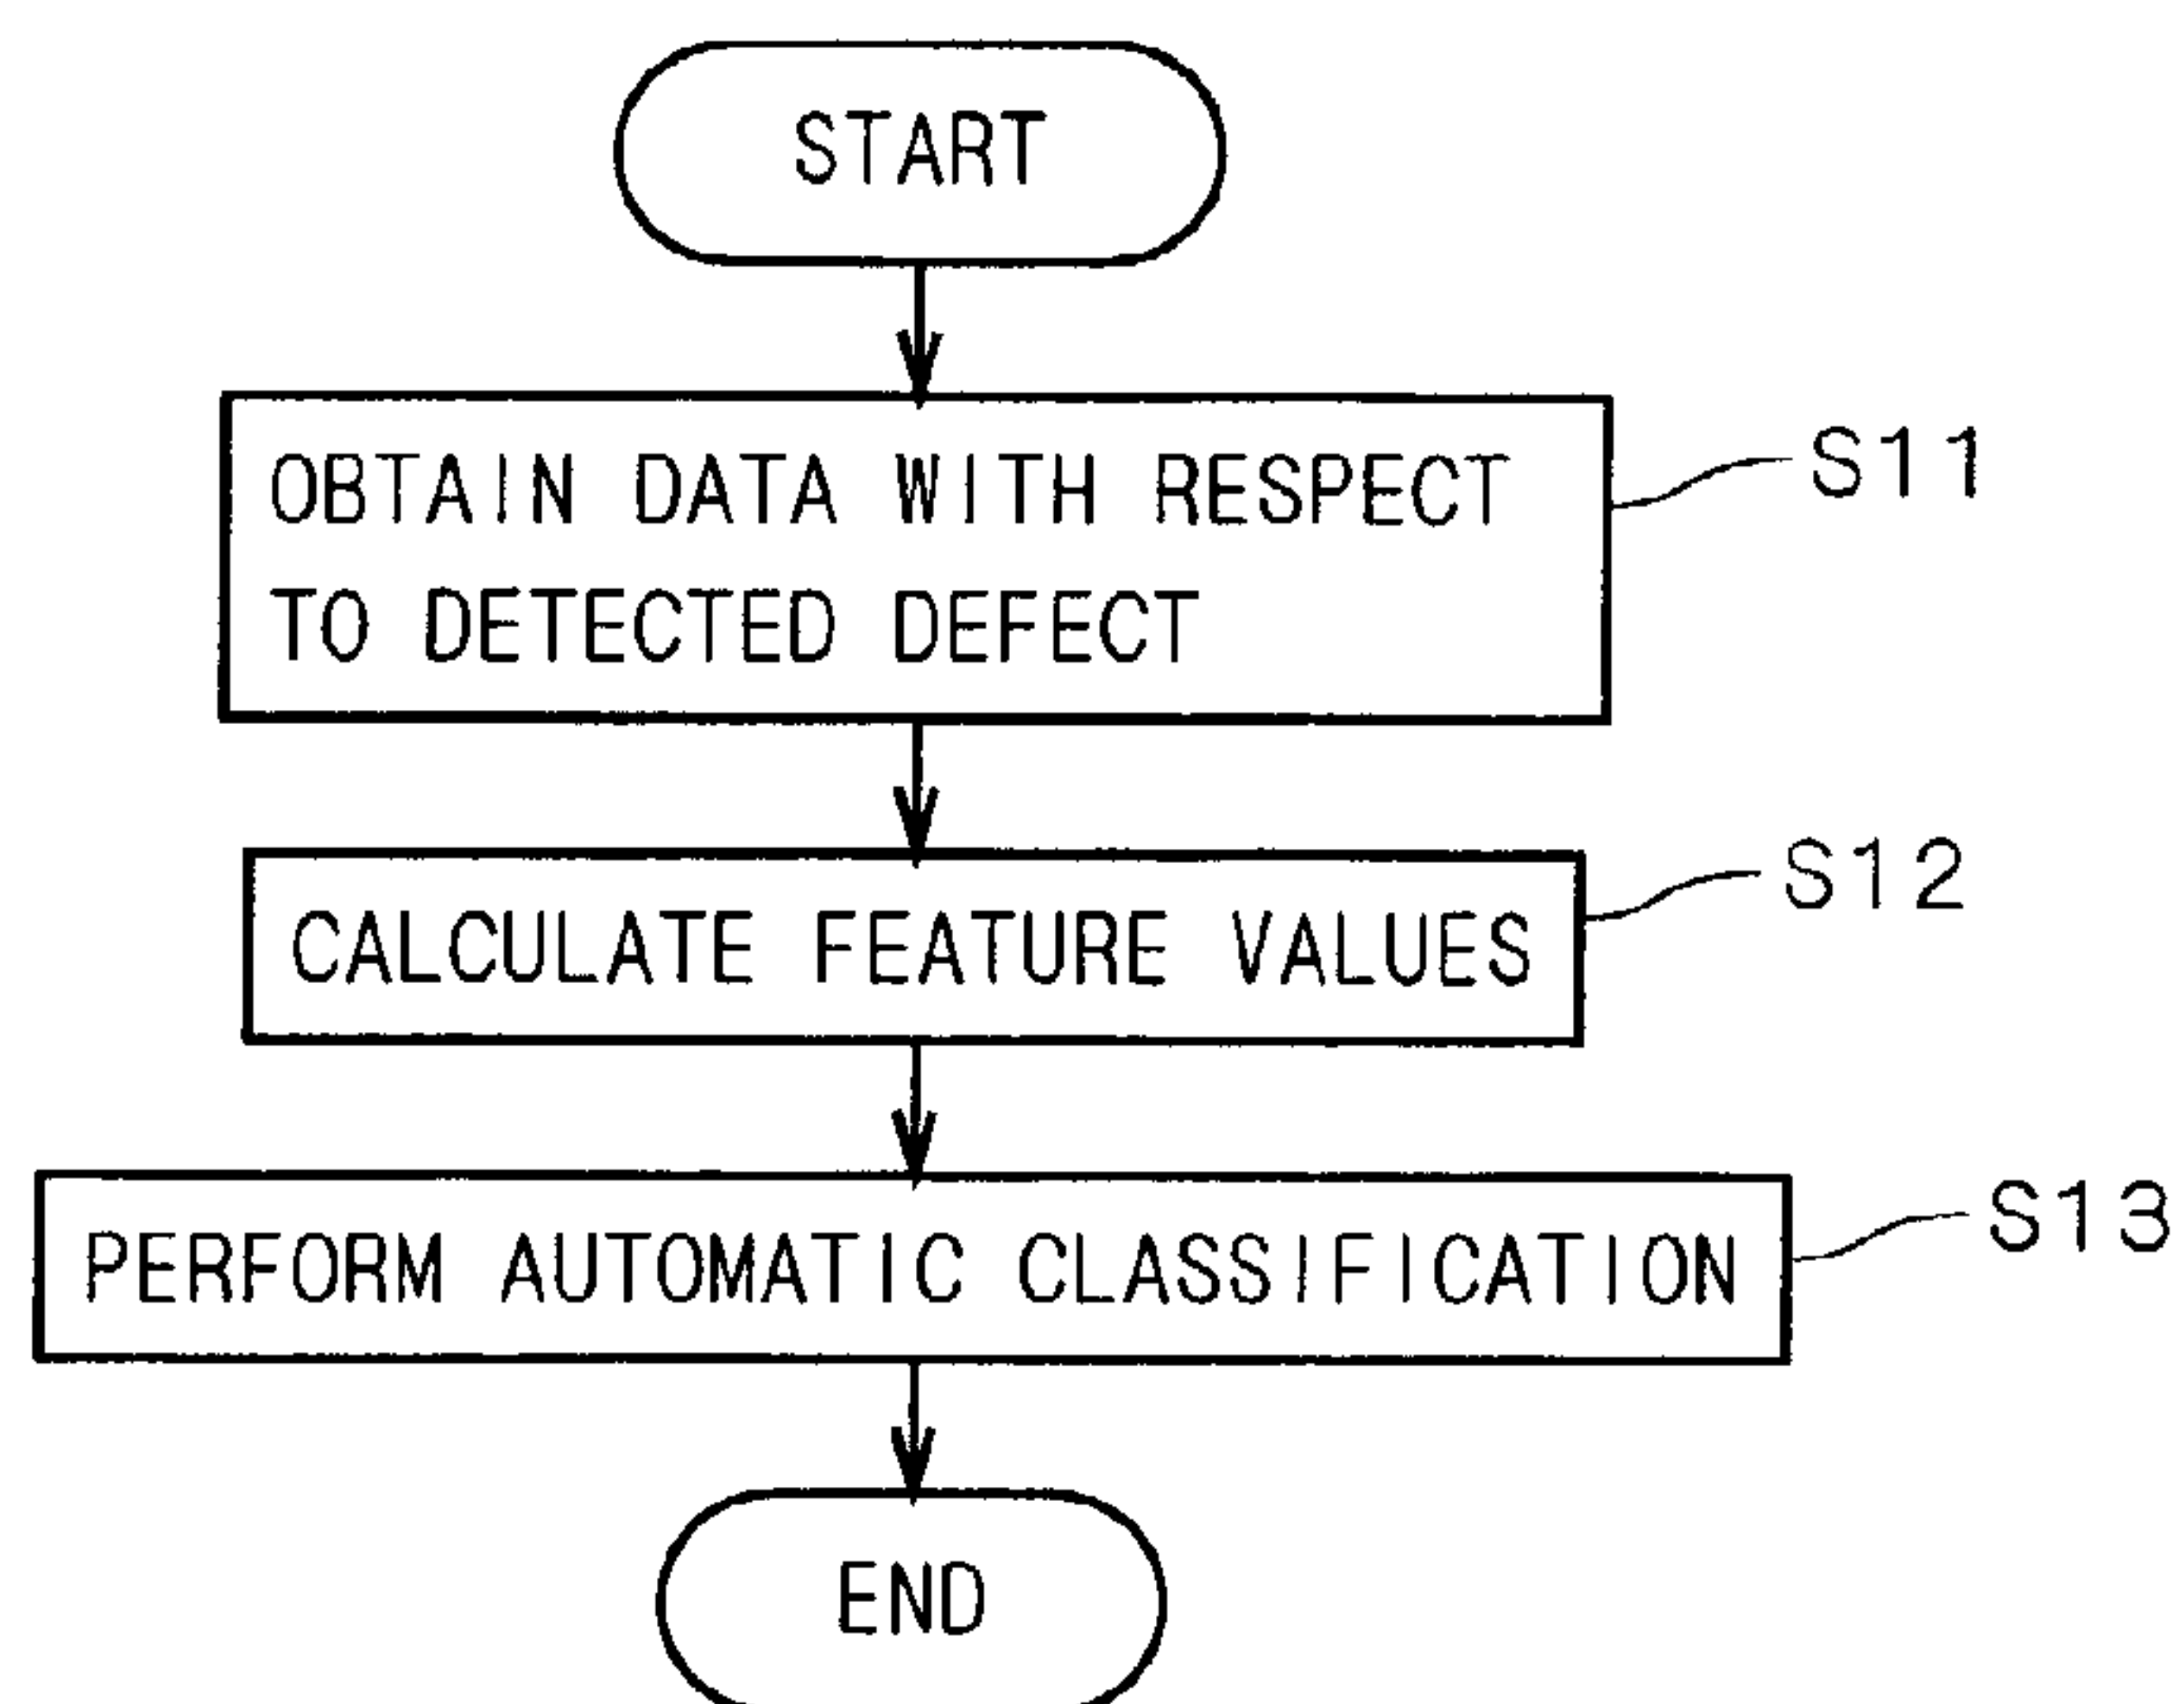 START
OBTAIN DATA WITH RESPECT
TO DETECTED DEFECT
S11
CALCULATE FEATURE VALUES
S12
PERFORM AUTOMATIC CLASSIFICATION
S13
END